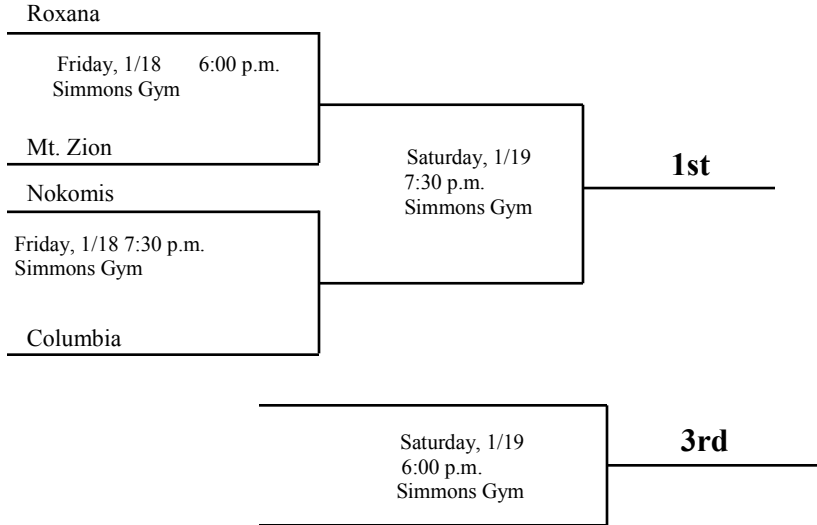 Roxana
Friday, 1/18 6:00 p.m.
Simmons Gym
Mt. Zion
Nokomis
Friday, 1/18 7:30 p.m.
Simmons Gym
Columbia
Saturday, 1/19
7:30 p.m.
Simmons Gym
1st
Saturday, 1/19
6:00 p.m.
Simmons Gym
3rd